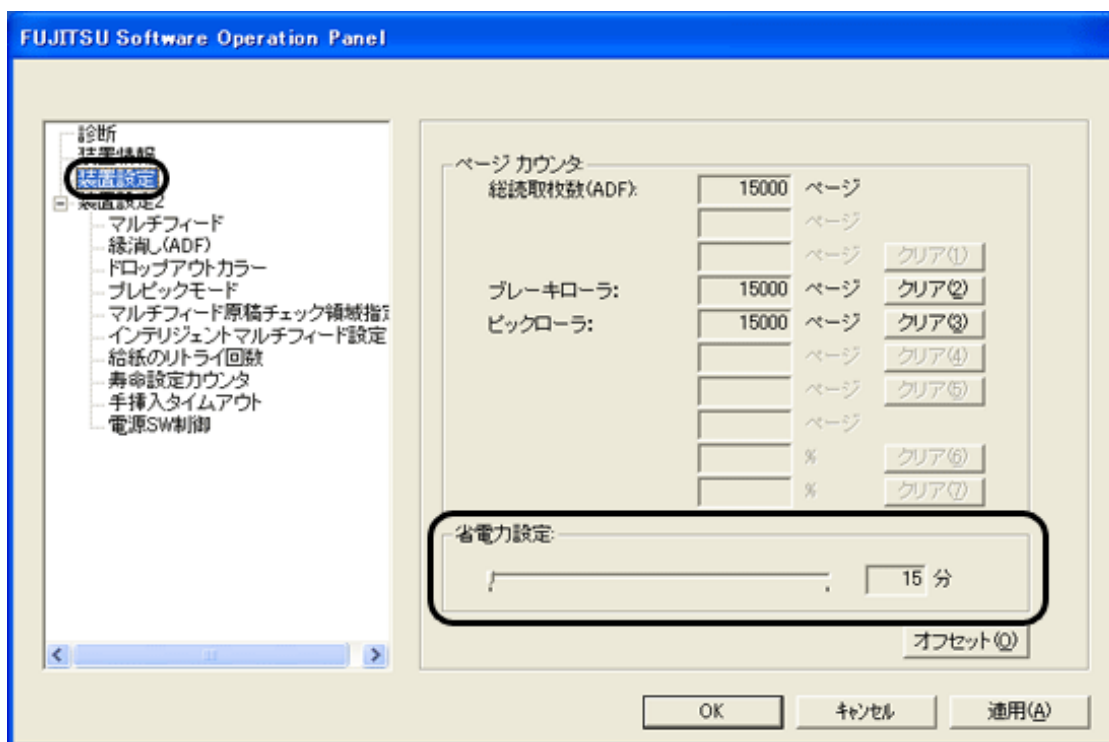 FUJITSU Software Operation Panel
診断
装置情報
装置設定
装置設定2
マルチフィード
縁消し(ADF)
ドロップアウトカラー
プレピックモード
マルチフィード原稿チェック領域指定
インテリジェントマルチフィード設定
給紙のリトライ回数
寿命設定カウンタ
手挿入タイムアウト
電源SW制御
ページ カウンタ
総読取枚数(ADF): 15000 ページ
ページ
ページ クリア(1)
ブレーキローラ: 15000 ページ クリア(2)
ピックローラ: 15000 ページ クリア(3)
ページ クリア(4)
ページ クリア(5)
ページ
% クリア(6)
% クリア(7)
省電力設定:
15 分
オフセット(O)
OK キャンセル 適用(A)